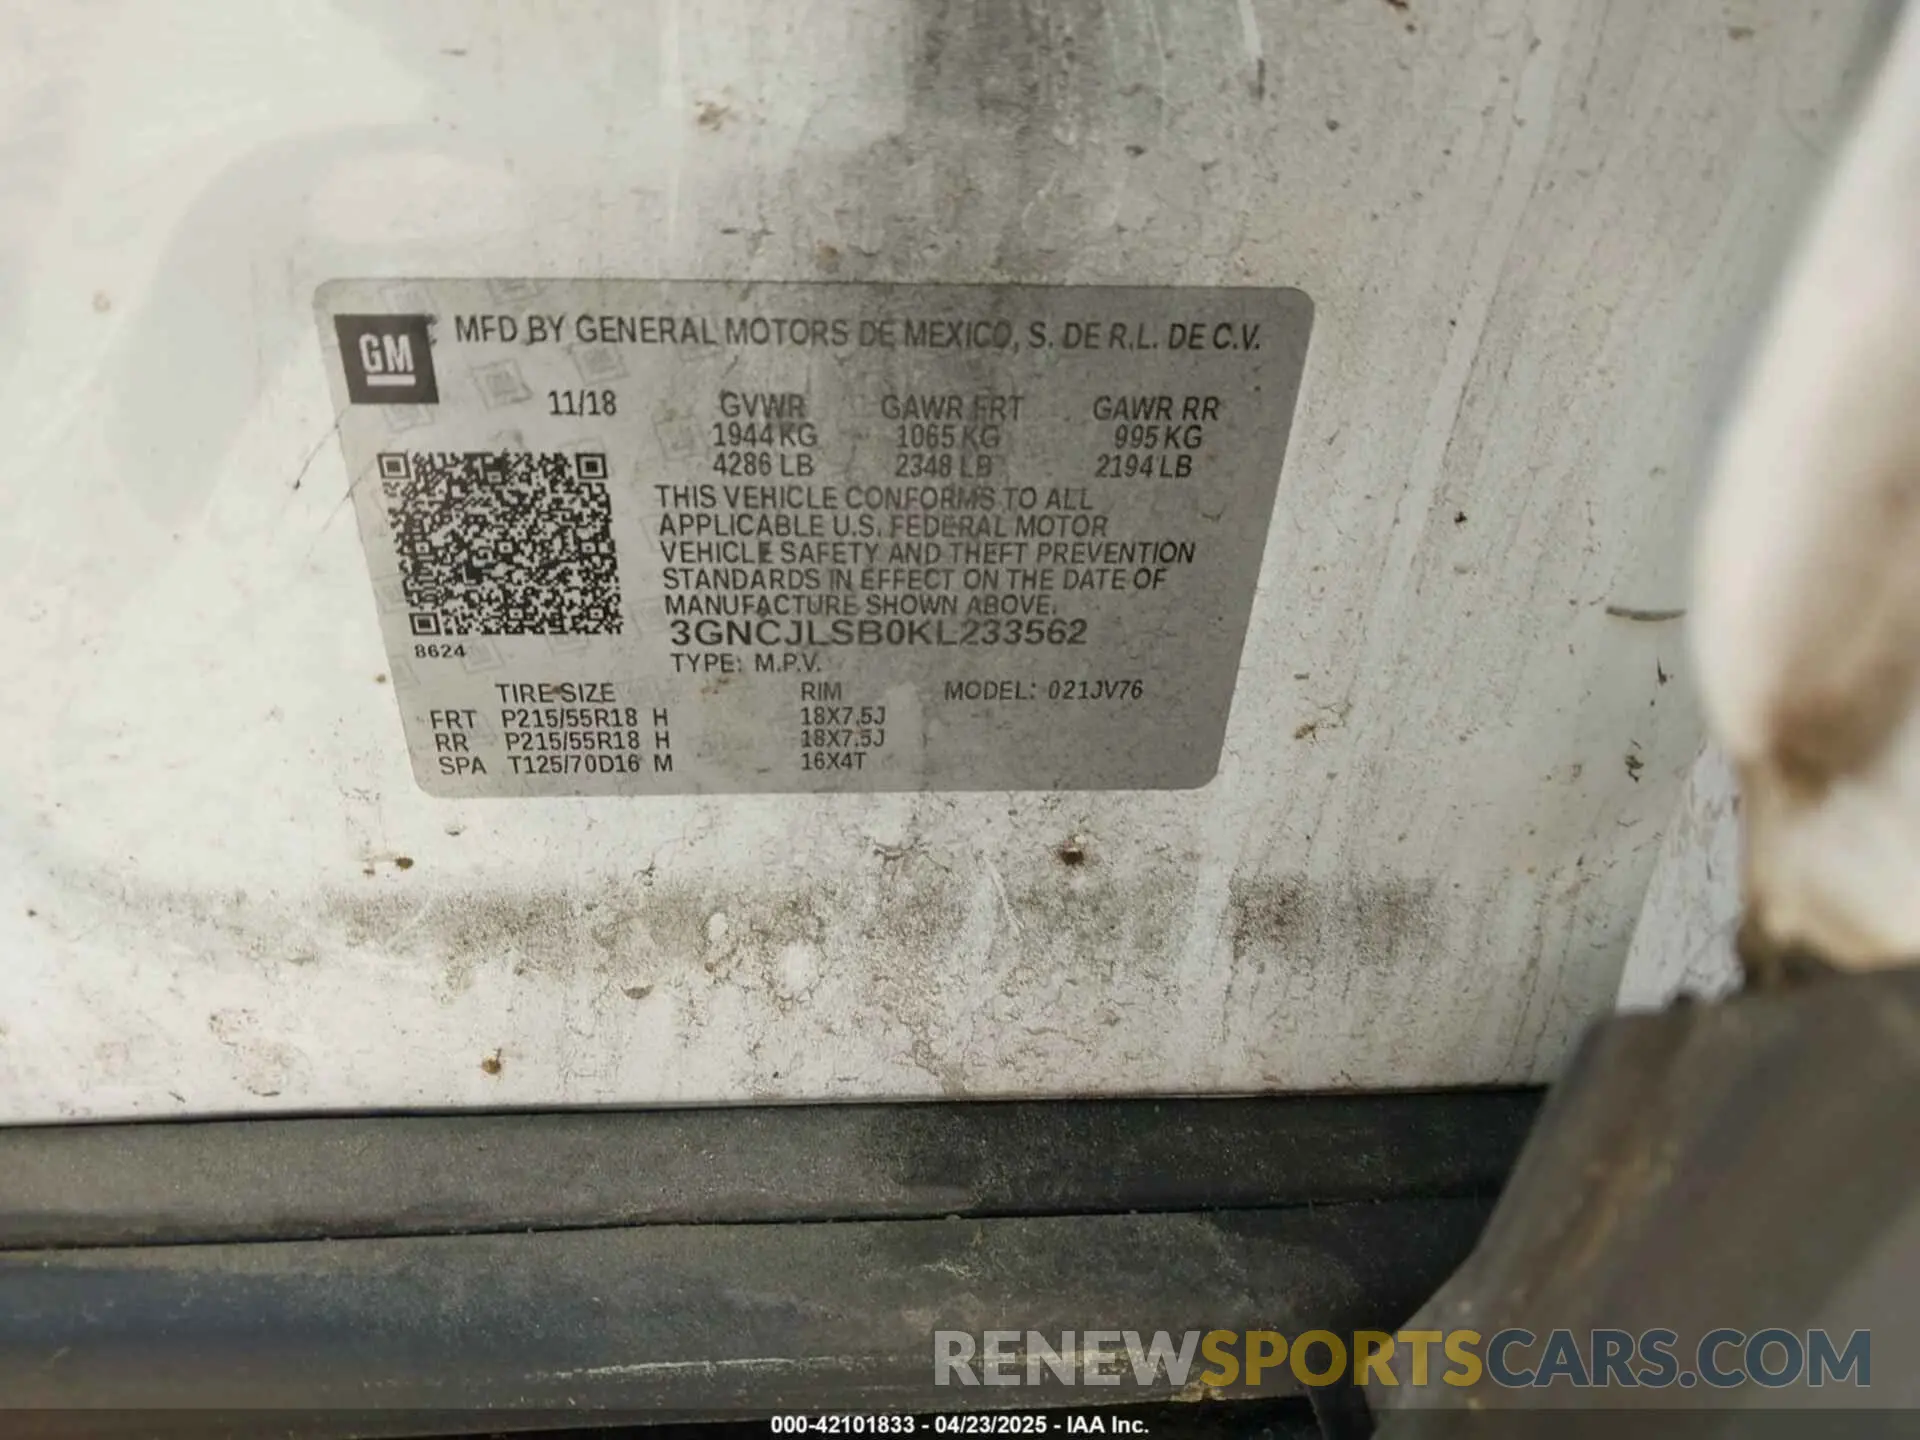 GM
MFD BY GENERAL MOTORS DE MEXICO, S. DE R.L. DE C.V.
11/18 GVWR GAWR FRT GAWR RR
1944 KG 1065 KG 995 KG
4286 LB 2348 LB 2194 LB
THIS VEHICLE CONFORMS TO ALL
APPLICABLE U.S. FEDERAL MOTOR
VEHICLE SAFETY AND THEFT PREVENTION
STANDARDS IN EFFECT ON THE DATE OF
MANUFACTURE SHOWN ABOVE.
3GNCJLSB0KL233562
8624
TYPE: M.P.V.
TIRE SIZE RIM MODEL: 021JV76
FRT P215/55R18 H 18X7.5J
RR P215/55R18 H 18X7.5J
SPA T125/70D16 M 16X4T
RENEWSPORTSCARS.COM
000-42101833 - 04/23/2025 - IAA Inc.